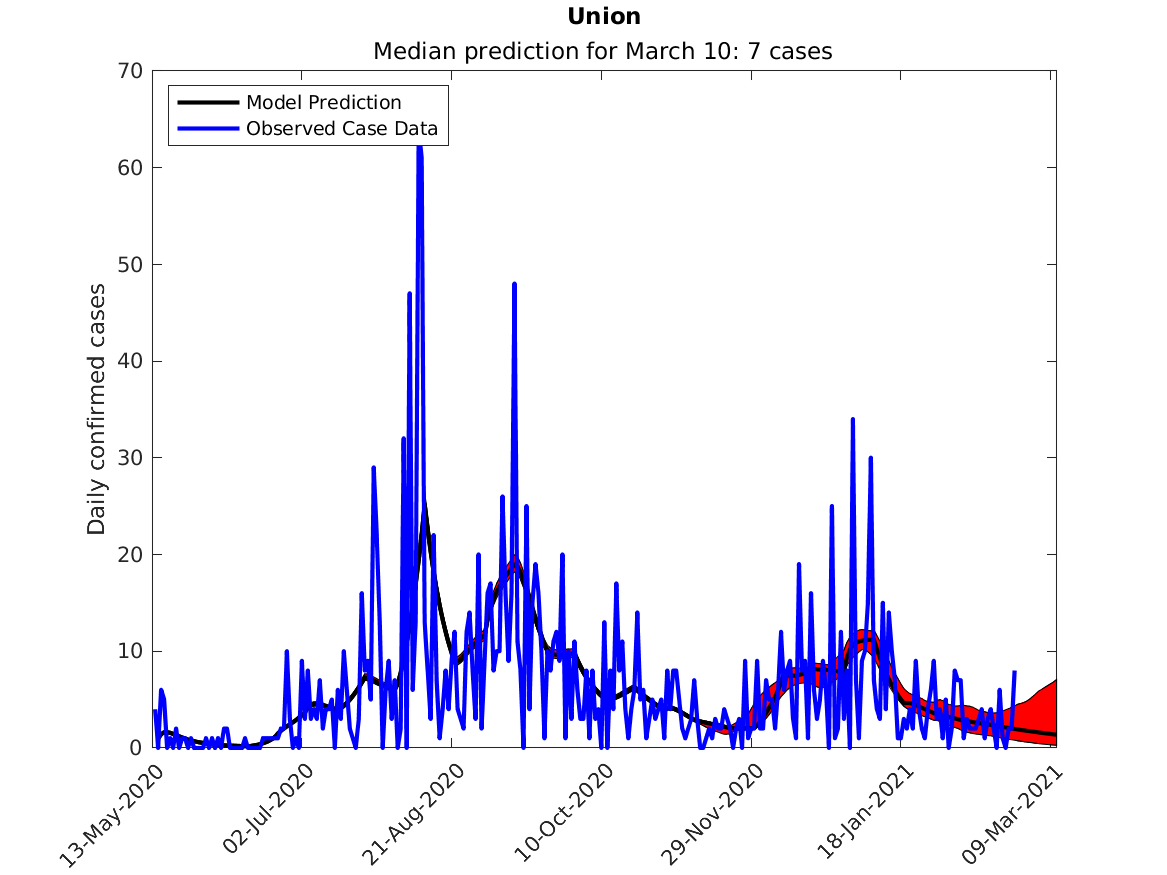 Union
Median prediction for March 10: 7 cases
Model Prediction
Observed Case Data
Daily confirmed cases
70
60
50
40
30
20
10
0
13-May-2020
02-Jul-2020
21-Aug-2020
10-Oct-2020
29-Nov-2020
18-Jan-2021
09-Mar-2021